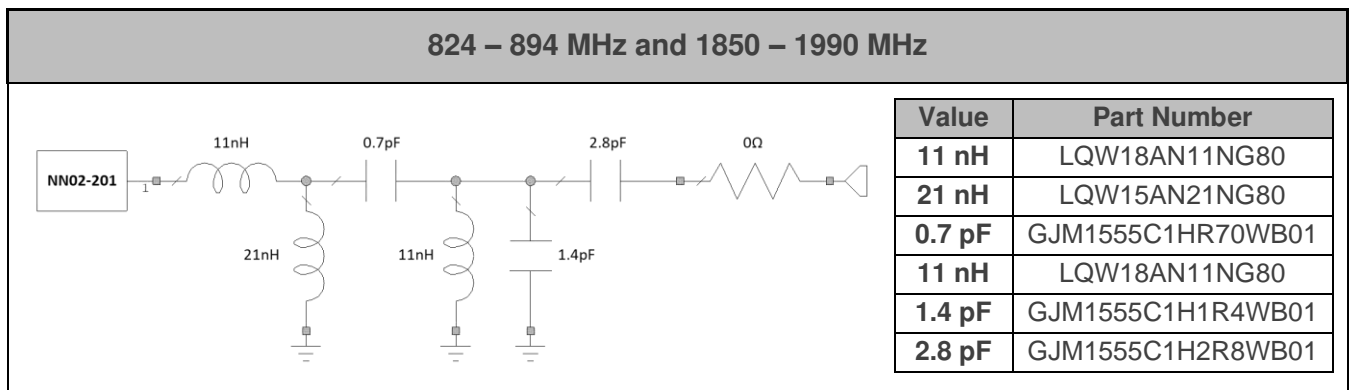 824 – 894 MHz and 1850 – 1990 MHz
11nH
0.7pF
2.8pF
0Ω
NN02-201
1
21nH
11nH
1.4pF
Value Part Number
11 nH LQW18AN11NG80
21 nH LQW15AN21NG80
0.7 pF GJM1555C1HR70WB01
11 nH LQW18AN11NG80
1.4 pF GJM1555C1H1R4WB01
2.8 pF GJM1555C1H2R8WB01